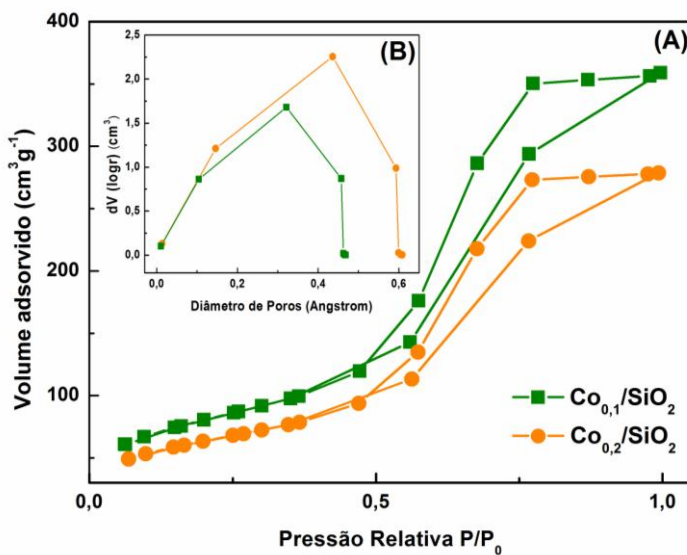 400
(A)
2,5
(B)
2,0
1,5
1,0
0,5
0,0
dV (logr) (cm³)
0,0 0,2 0,4 0,6
Diâmetro de Poros (Angstrom)
300
200
100
Volume adsorvido (cm³g⁻¹)
Co₀,₁/SiO₂
Co₀,₂/SiO₂
0,0 0,5 1,0
Pressão Relativa P/P₀